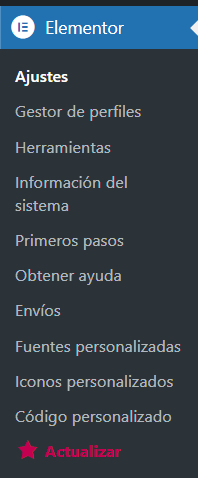 Elementor
Ajustes
Gestor de perfiles
Herramientas
Información del
sistema
Primeros pasos
Obtener ayuda
Envíos
Fuentes personalizadas
Iconos personalizados
Código personalizado
Actualizar